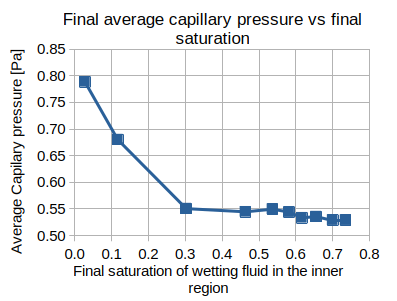 Final average capillary pressure vs final
saturation
Average Capilary pressure [Pa]
0.85
0.80
0.75
0.70
0.65
0.60
0.55
0.50
0.0 0.1 0.2 0.3 0.4 0.5 0.6 0.7 0.8
Final saturation of wetting fluid in the inner
region